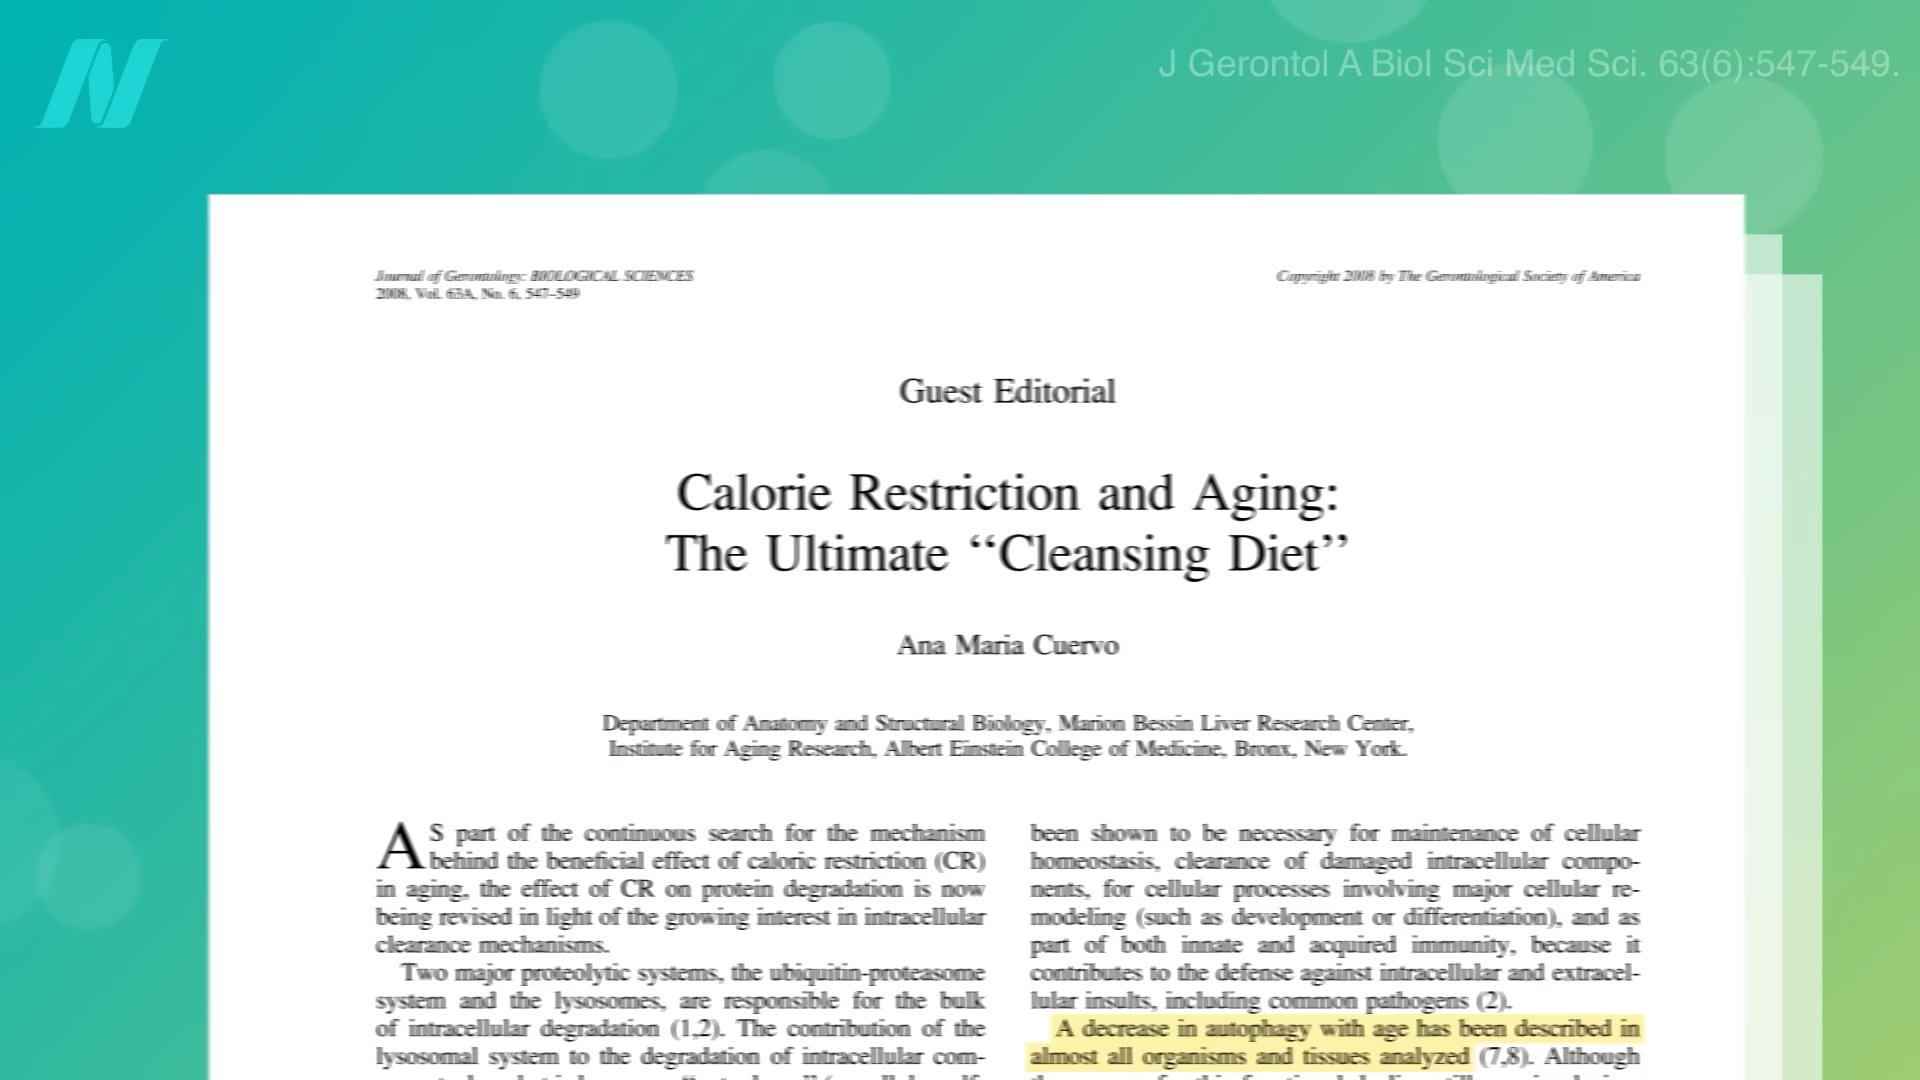 J Gerontol A Biol Sci Med Sci. 63(6):547-549.
Journal of Gerontology: BIOLOGICAL SCIENCES
2008, Vol. 63A, No. 6, 547–549
Copyright 2008 by The Gerontological Society of America
Guest Editorial
Calorie Restriction and Aging:
The Ultimate ‘‘Cleansing Diet’’
Ana Maria Cuervo
Department of Anatomy and Structural Biology, Marion Bessin Liver Research Center,
Institute for Aging Research, Albert Einstein College of Medicine, Bronx, New York.
AS part of the continuous search for the mechanism
behind the beneficial effect of caloric restriction (CR)
in aging, the effect of CR on protein degradation is now
being revised in light of the growing interest in intracellular
clearance mechanisms.
Two major proteolytic systems, the ubiquitin-proteasome
system and the lysosomes, are responsible for the bulk
of intracellular degradation (1,2). The contribution of the
lysosomal system to the degradation of intracellular com-
been shown to be necessary for maintenance of cellular
homeostasis, clearance of damaged intracellular compo-
nents, for cellular processes involving major cellular re-
modeling (such as development or differentiation), and as
part of both innate and acquired immunity, because it
contributes to the defense against intracellular and extracel-
lular insults, including common pathogens (2).
A decrease in autophagy with age has been described in
almost all organisms and tissues analyzed (7,8). Although